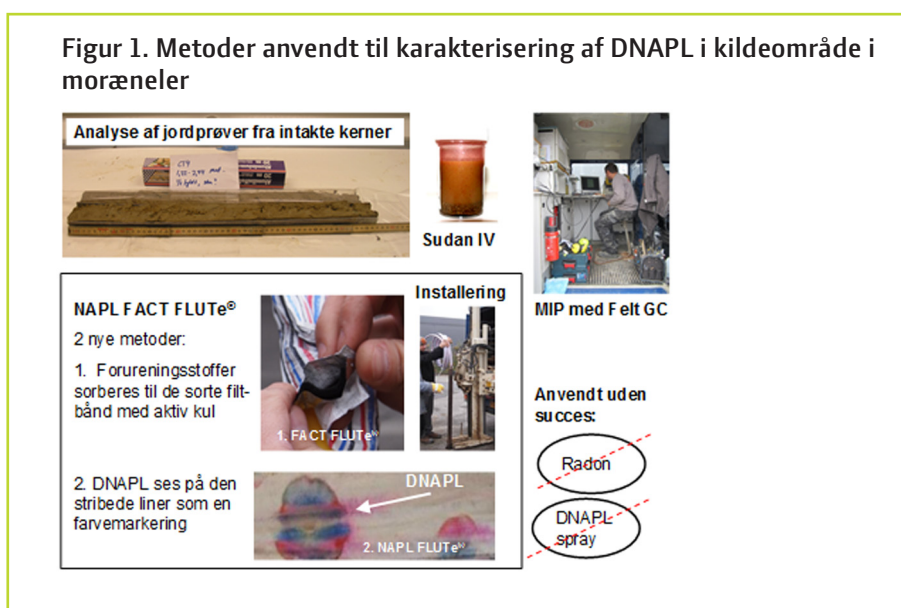 Figur 1. Metoder anvendt til karakterisering af DNAPL i kildeområde i
moræneler
Analyse af jordprøver fra intakte kerner
Sudan IV
MIP med Felt GC
NAPL FACT FLUTe®
2 nye metoder:
1. Forureningsstoffer
sorberes til de sorte filt-
bånd med aktiv kul
1. FACT FLUTe
Installering
2. DNAPL ses på den
stribede liner som en
farvemarkering
DNAPL
2. NAPL FLUTe
Anvendt uden
succes:
Radon
DNAPL
spray